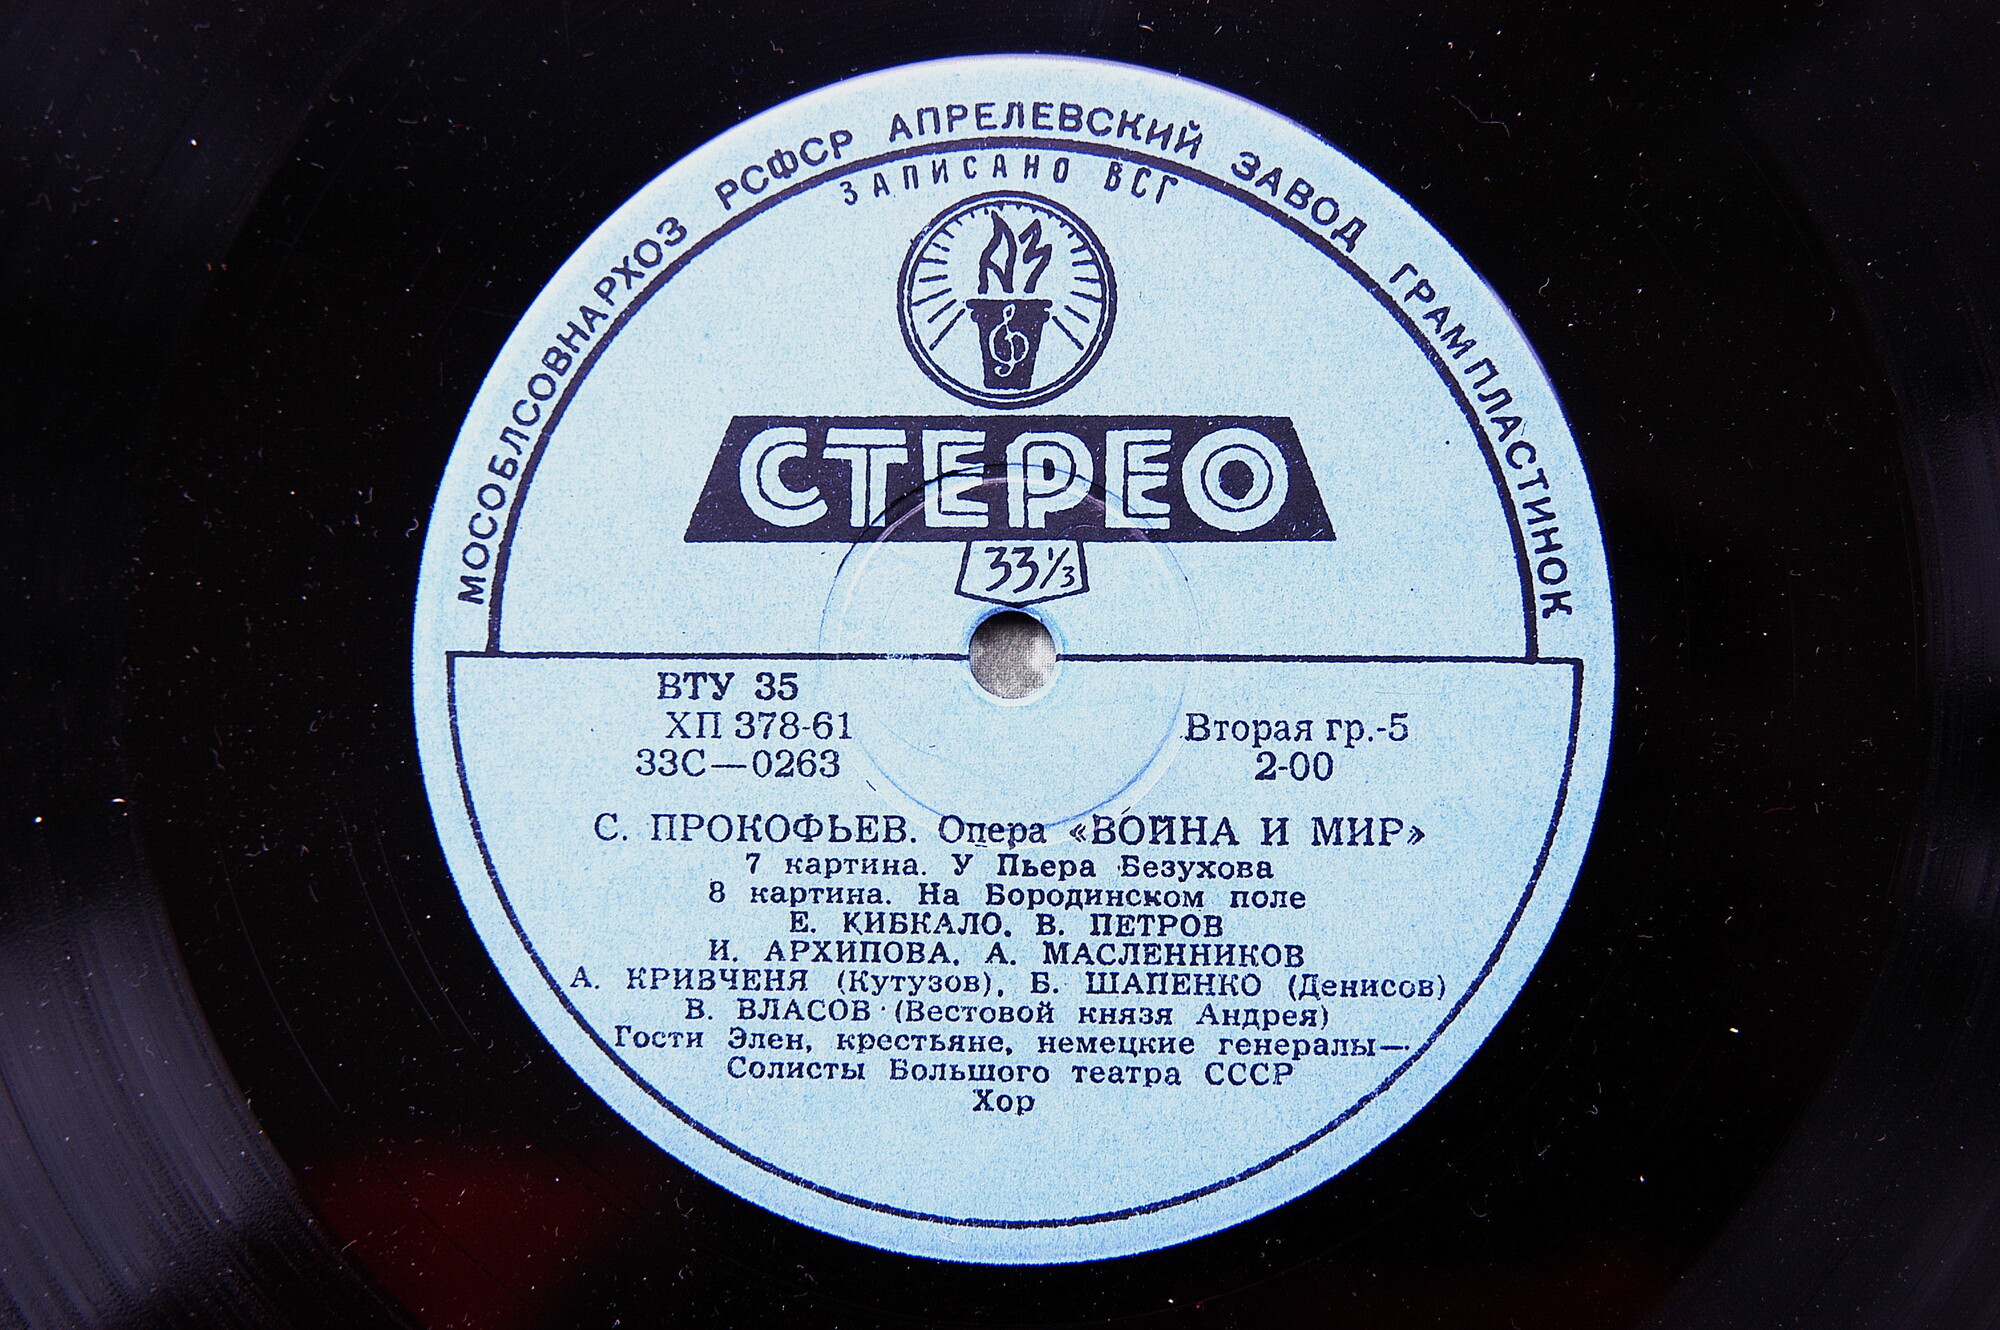 МОСОБЛСОВНАРХОЗ РСФСР АПРЕЛЕВСКИЙ ЗАВОД ГРАМПЛАСТИНОК
ЗАПИСАНО ВСГ
АЗ
СТЕРЕО
33⅓
ВТУ 35
ХП 378-61
33С—0263
Вторая гр.-5
2-00
С. ПРОКОФЬЕВ. Опера «ВОЙНА И МИР»
7 картина. У Пьера Безухова
8 картина. На Бородинском поле
Е. КИБКАЛО. В. ПЕТРОВ
И. АРХИПОВА. А. МАСЛЕННИКОВ
А. КРИВЧЕНЯ (Кутузов), Б. ШАПЕНКО (Денисов)
В. ВЛАСОВ (Вестовой князя Андрея)
Гости Элен, крестьяне, немецкие генералы—
Солисты Большого театра СССР
Хор